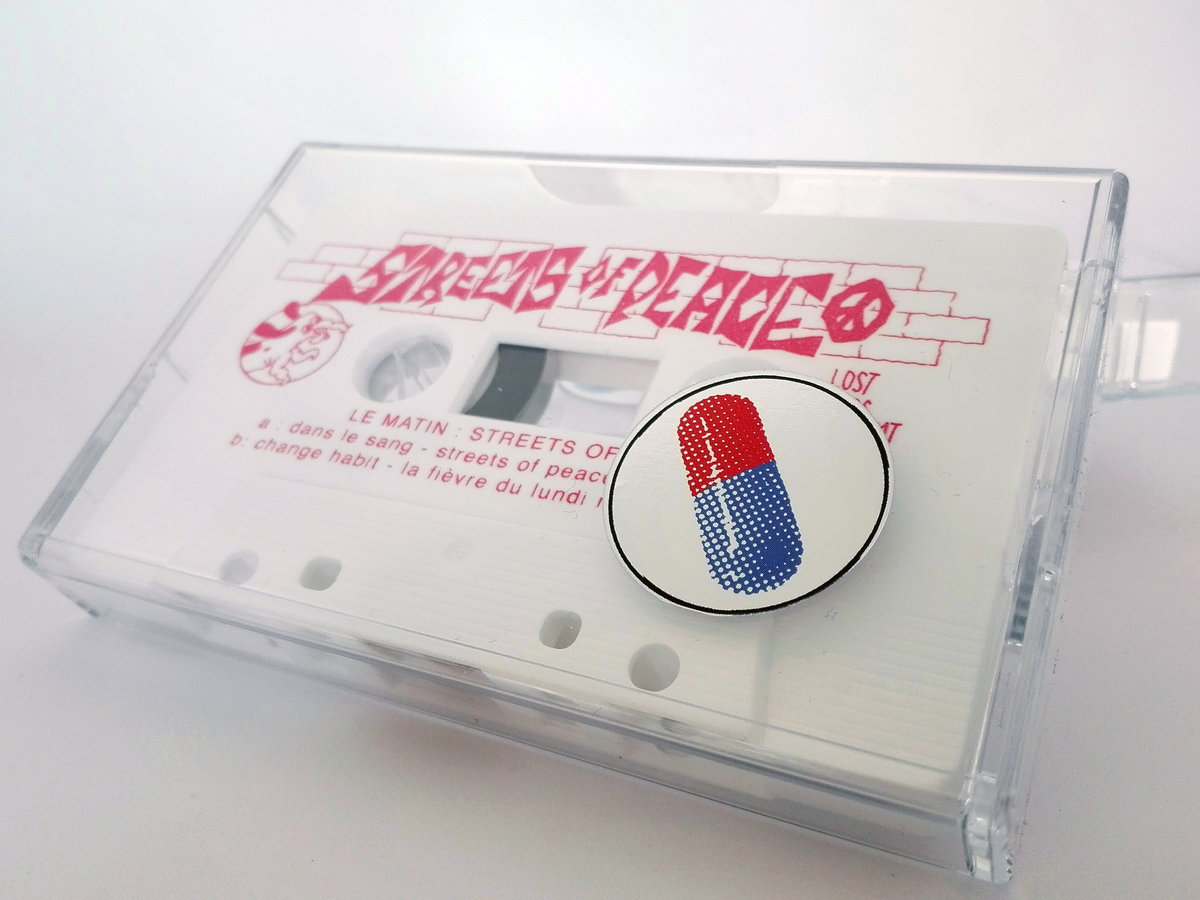 STREETS OF PEACE
LOST
LE MATIN : STREETS OF
a : dans le sang - streets of peace
b: change habit - la fièvre du lundi